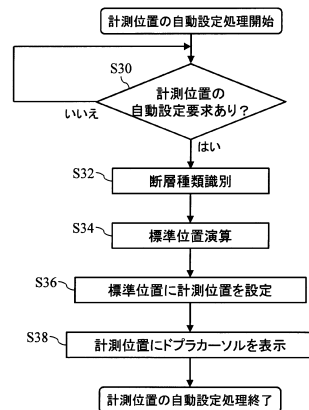 計測位置の自動設定処理開始
S30
計測位置の
自動設定要求あり？
いいえ
はい
S32
断層種類識別
S34
標準位置演算
S36
標準位置に計測位置を設定
S38
計測位置にドプラカーソルを表示
計測位置の自動設定処理終了